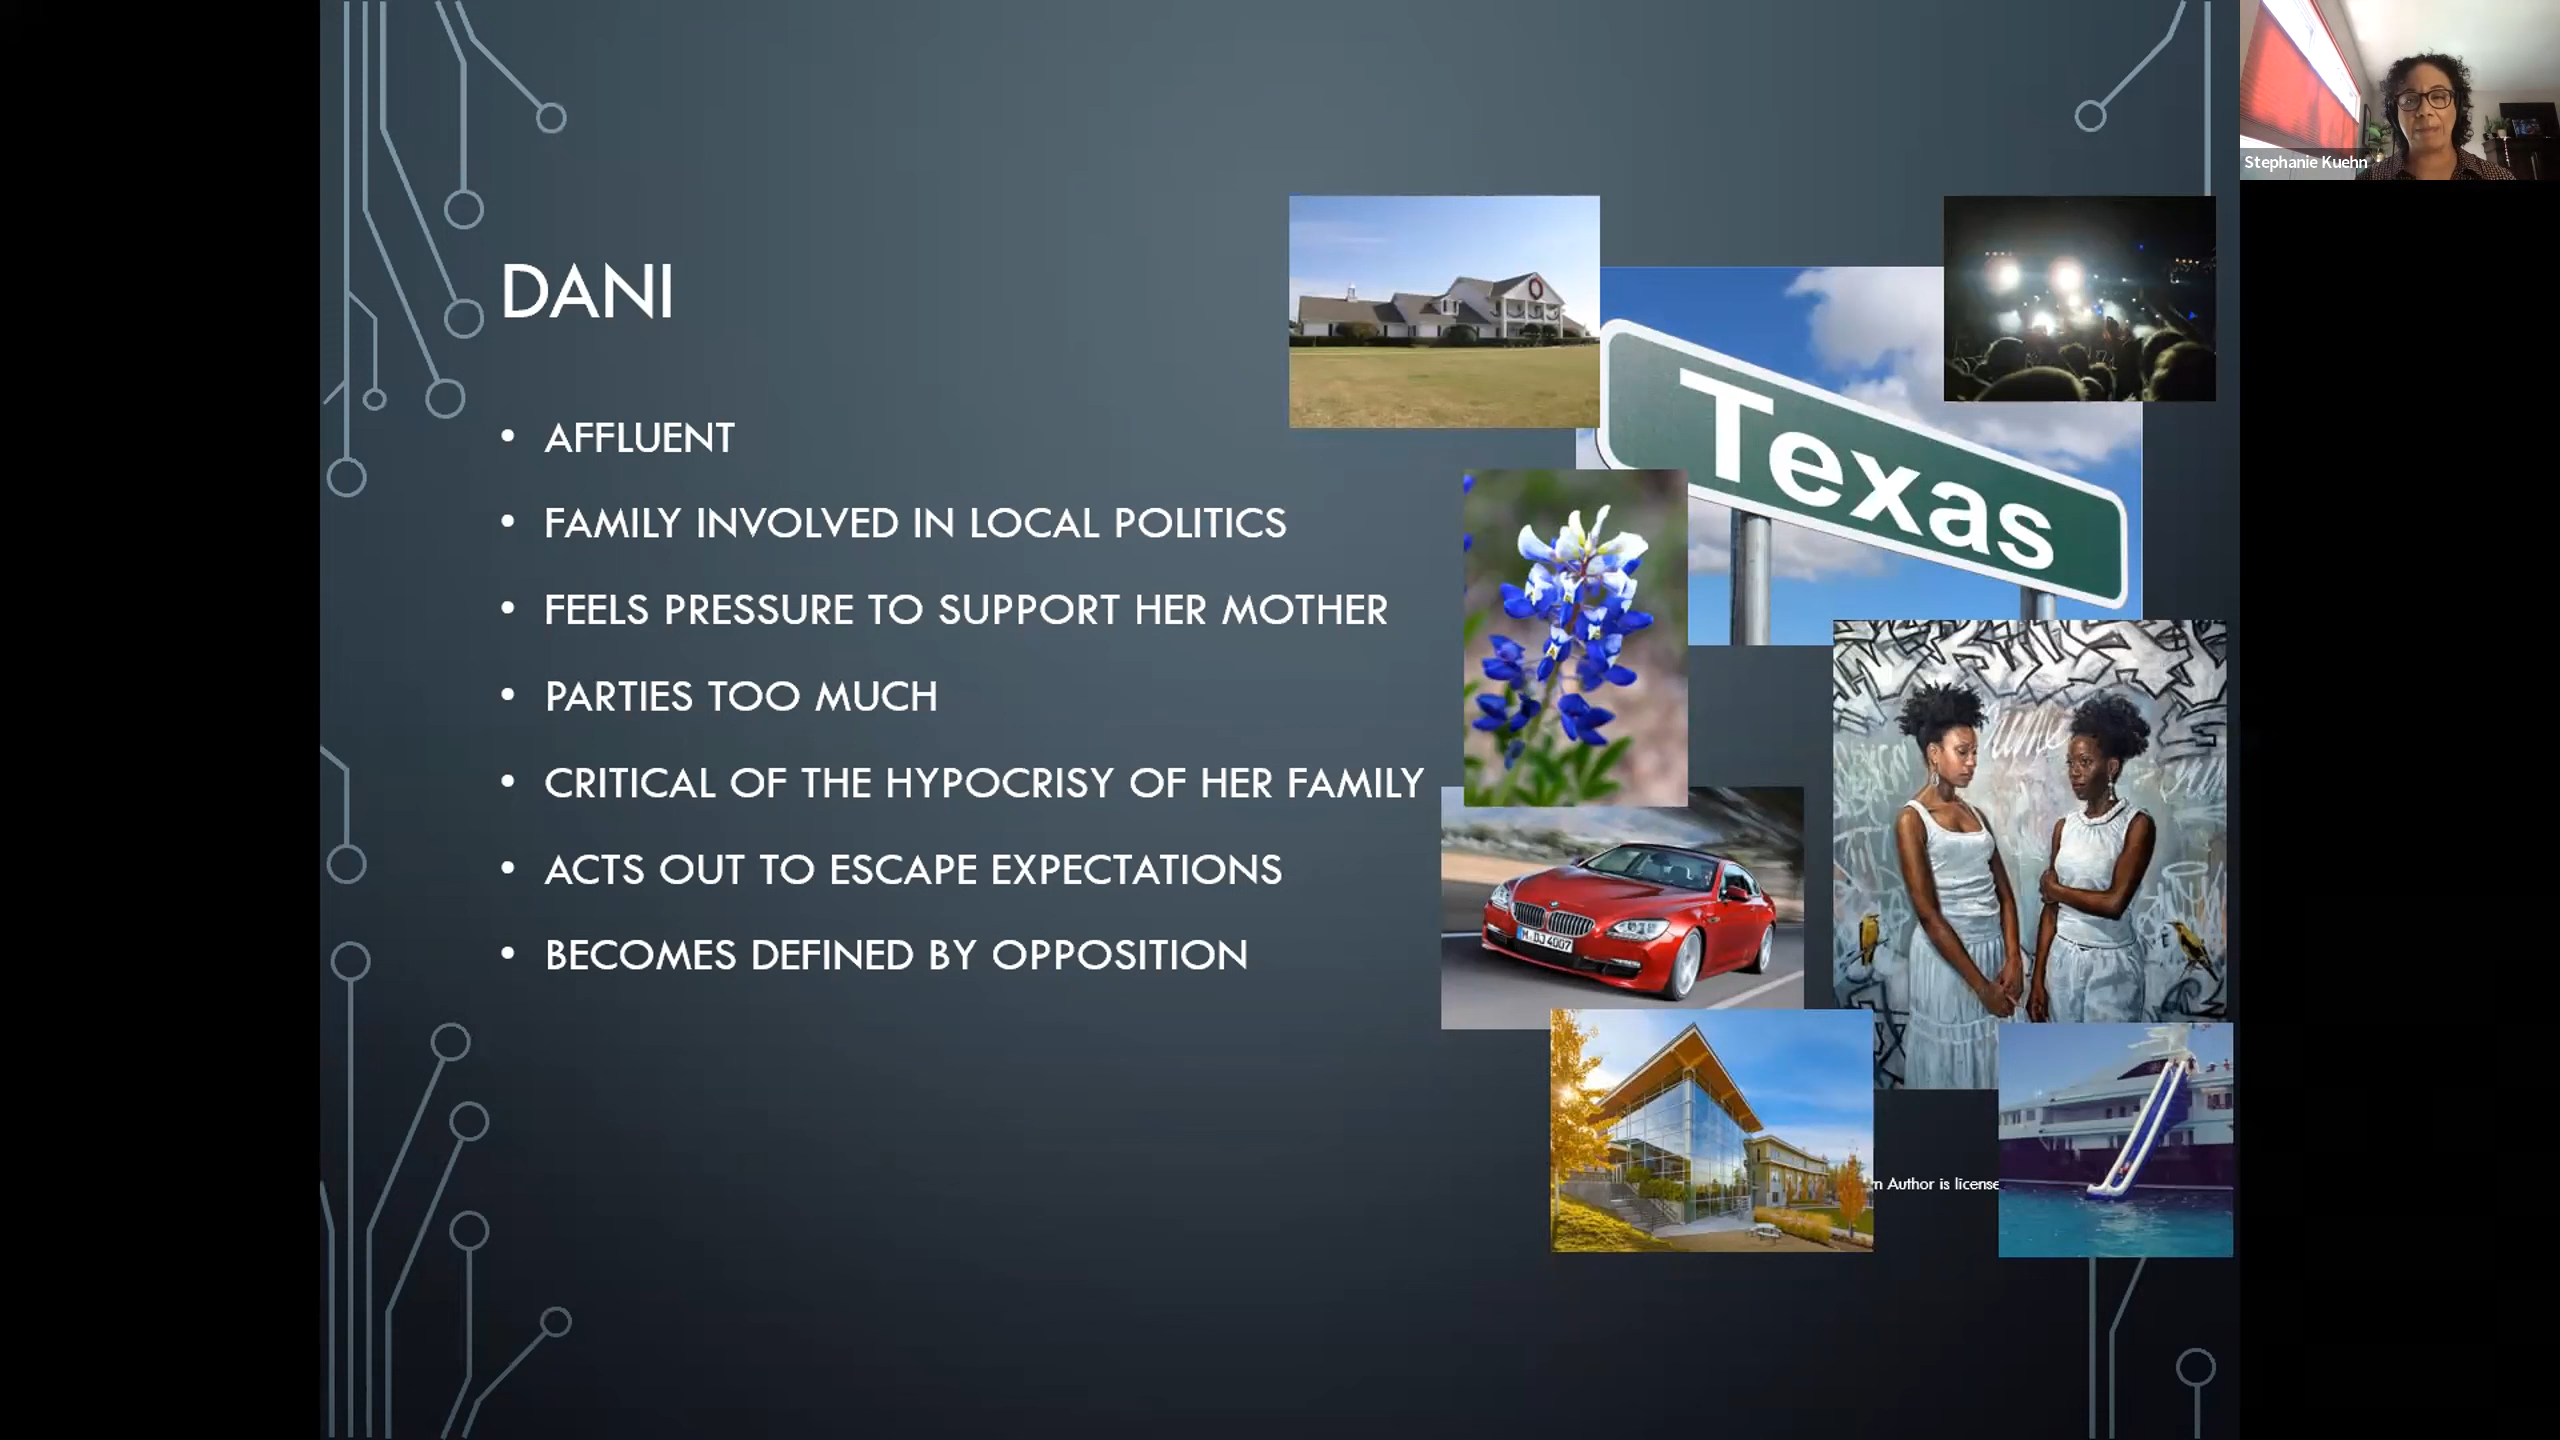 Stephanie Kuehn
DANI
• AFFLUENT
• FAMILY INVOLVED IN LOCAL POLITICS
• FEELS PRESSURE TO SUPPORT HER MOTHER
• PARTIES TOO MUCH
• CRITICAL OF THE HYPOCRISY OF HER FAMILY
• ACTS OUT TO ESCAPE EXPECTATIONS
• BECOMES DEFINED BY OPPOSITION
Texas
M·DJ 4007
n Author is license